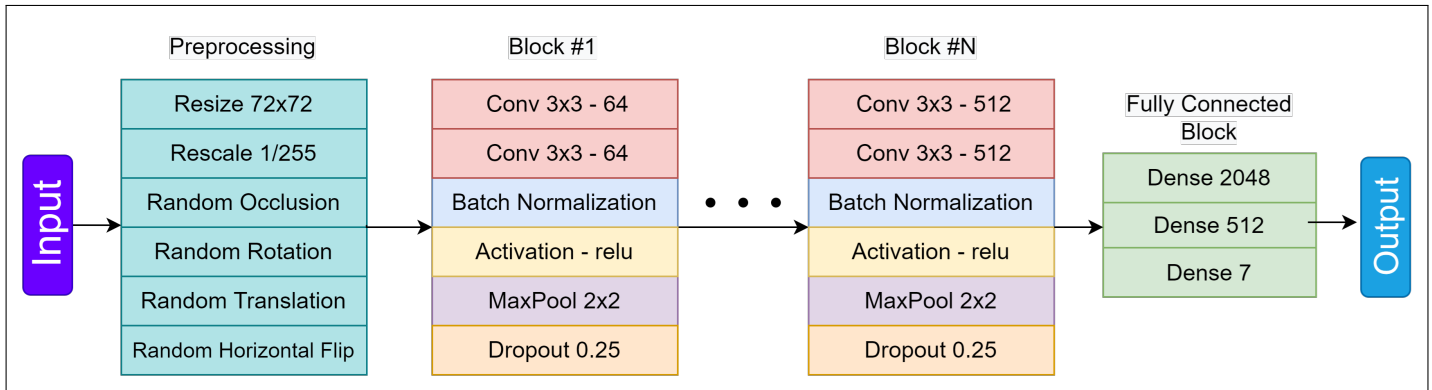 Input
Preprocessing
Resize 72x72
Rescale 1/255
Random Occlusion
Random Rotation
Random Translation
Random Horizontal Flip
Block #1
Conv 3x3 - 64
Conv 3x3 - 64
Batch Normalization
Activation - relu
MaxPool 2x2
Dropout 0.25
Block #N
Conv 3x3 - 512
Conv 3x3 - 512
Batch Normalization
Activation - relu
MaxPool 2x2
Dropout 0.25
Fully Connected
Block
Dense 2048
Dense 512
Dense 7
Output